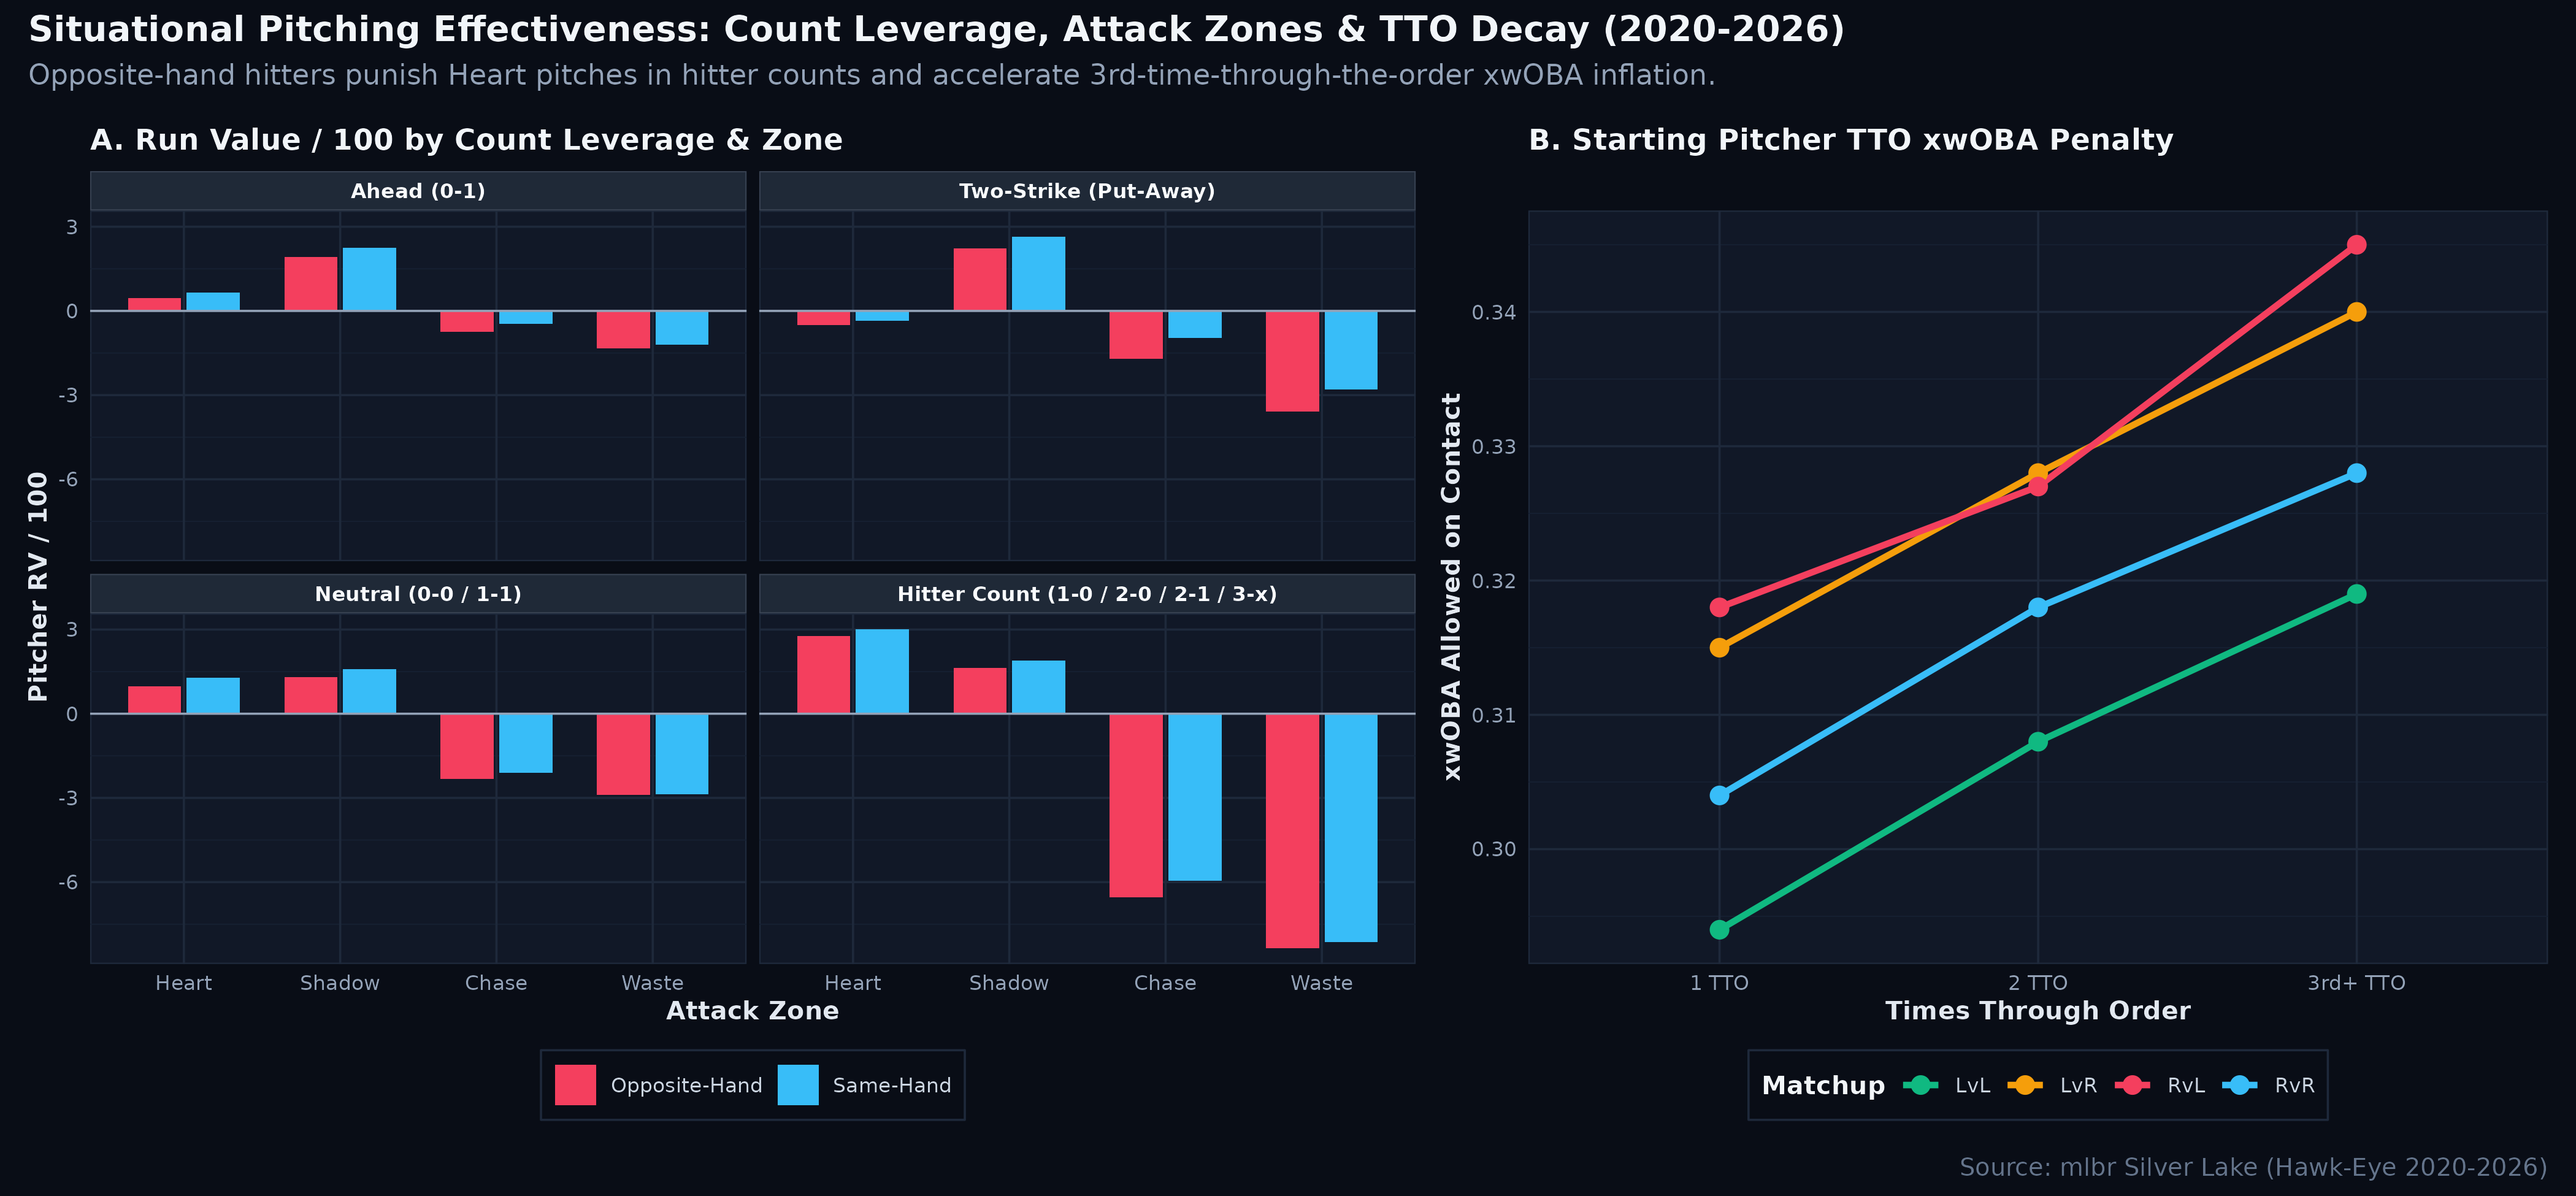 Situational Pitching Effectiveness: Count Leverage, Attack Zones & TTO Decay (2020-2026)
Opposite-hand hitters punish Heart pitches in hitter counts and accelerate 3rd-time-through-the-order xwOBA inflation.
A. Run Value / 100 by Count Leverage & Zone
Ahead (0-1)
Two-Strike (Put-Away)
3
0
-3
-6
Neutral (0-0 / 1-1)
Hitter Count (1-0 / 2-0 / 2-1 / 3-x)
3
0
-3
-6
Pitcher RV / 100
Heart Shadow Chase Waste
Heart Shadow Chase Waste
Attack Zone
Opposite-Hand Same-Hand
B. Starting Pitcher TTO xwOBA Penalty
xwOBA Allowed on Contact
0.34
0.33
0.32
0.31
0.30
1 TTO 2 TTO 3rd+ TTO
Times Through Order
Matchup LvL LvR RvL RvR
Source: mlbr Silver Lake (Hawk-Eye 2020-2026)